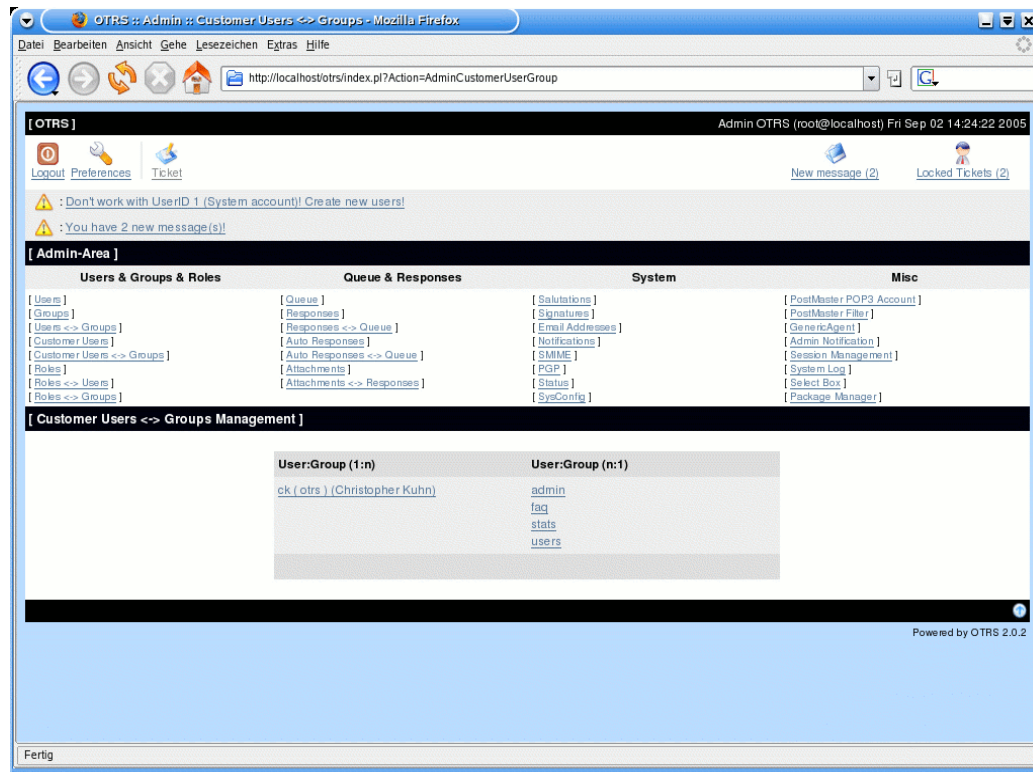 OTRS :: Admin :: Customer Users <-> Groups - Mozilla Firefox
Datei Bearbeiten Ansicht Gehe Lesezeichen Extras Hilfe
http://localhost/otrs/index.pl?Action=AdminCustomerUserGroup
[ OTRS ] Admin OTRS (root@localhost) Fri Sep 02 14:24:22 2005
Logout Preferences Ticket New message (2) Locked Tickets (2)
: Don't work with UserID 1 (System account)! Create new users!
: You have 2 new message(s)!
[ Admin-Area ]
Users & Groups & Roles Queue & Responses System Misc
[ Users ] [ Queue ] [ Salutations ] [ PostMaster POP3 Account ]
[ Groups ] [ Responses ] [ Signatures ] [ PostMaster Filter ]
[ Users <-> Groups ] [ Responses <-> Queue ] [ Email Addresses ] [ GenericAgent ]
[ Customer Users ] [ Auto Responses ] [ Notifications ] [ Admin Notification ]
[ Customer Users <-> Groups ] [ Auto Responses <-> Queue ] [ SMIME ] [ Session Management ]
[ Roles ] [ Attachments ] [ PGP ] [ System Log ]
[ Roles <-> Users ] [ Attachments <-> Responses ] [ Status ] [ Select Box ]
[ Roles <-> Groups ] [ SysConfig ] [ Package Manager ]
[ Customer Users <-> Groups Management ]
User:Group (1:n) User:Group (n:1)
ck ( otrs ) (Christopher Kuhn) admin
faq
stats
users
Powered by OTRS 2.0.2
Fertig